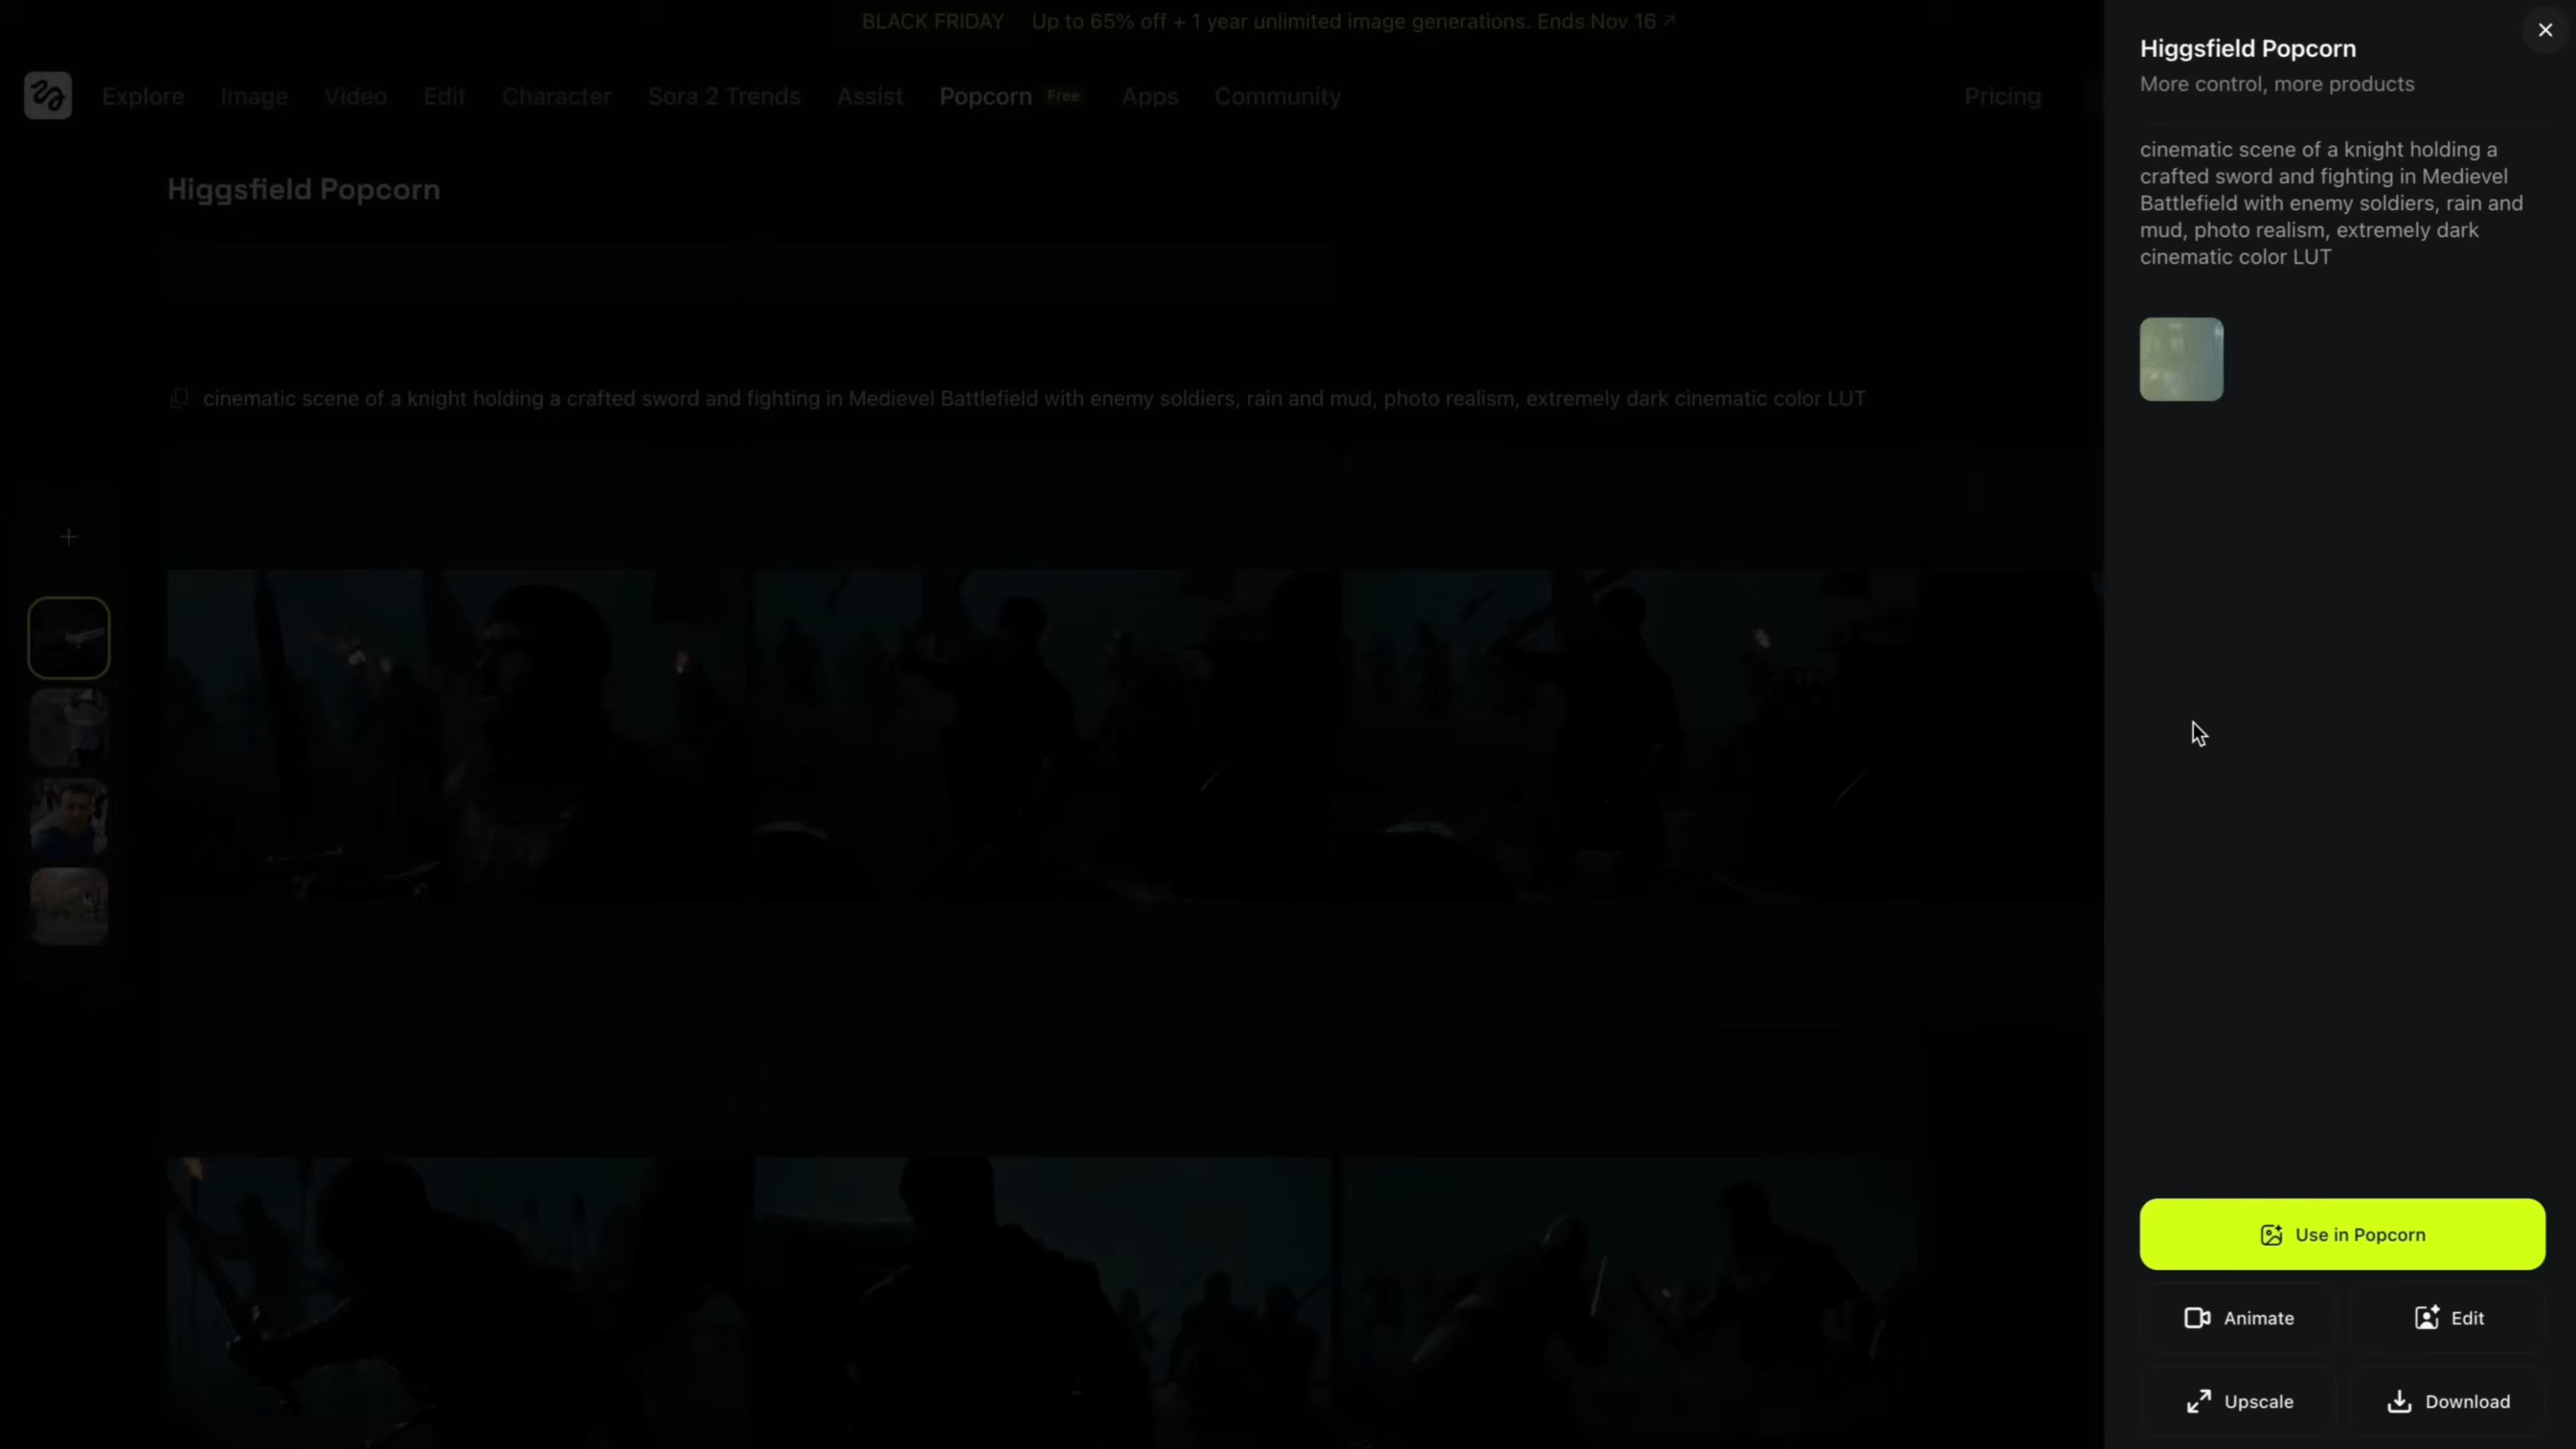 BLACK FRIDAY Up to 65% off + 1 year unlimited image generations. Ends Nov 16 ↗
Explore Image Video Edit Character Sora 2 Trends Assist Popcorn Free Apps Community Pricing
Higgsfield Popcorn
cinematic scene of a knight holding a crafted sword and fighting in Medievel Battlefield with enemy soldiers, rain and mud, photo realism, extremely dark cinematic color LUT
Higgsfield Popcorn
More control, more products
cinematic scene of a knight holding a
crafted sword and fighting in Medievel
Battlefield with enemy soldiers, rain and
mud, photo realism, extremely dark
cinematic color LUT
Use in Popcorn
Animate Edit
Upscale Download